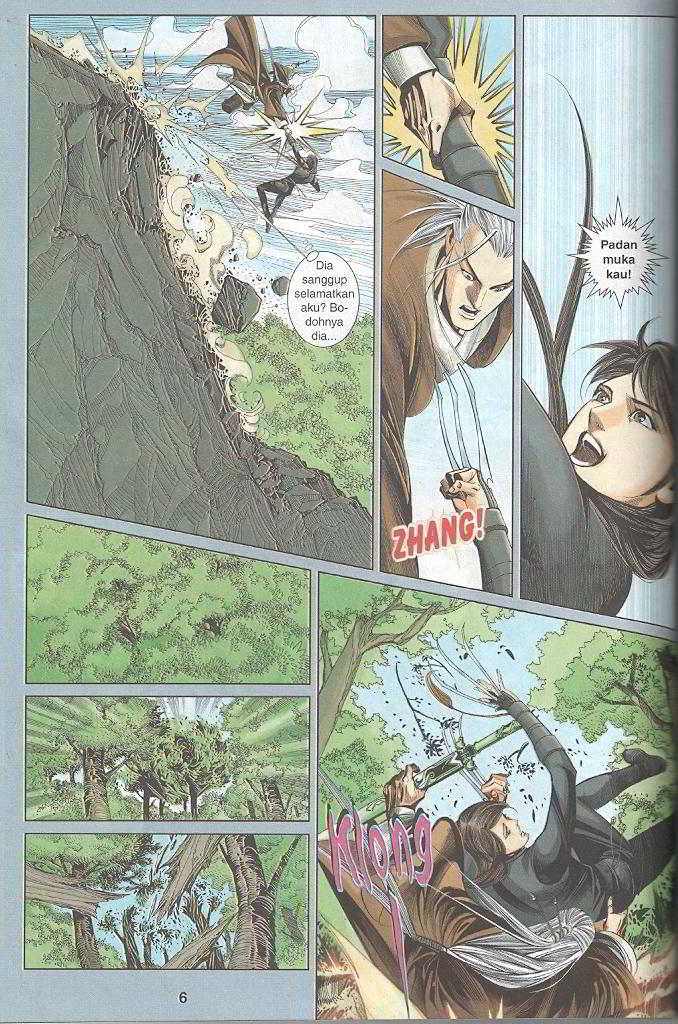 Dia
sanggup
selamatkan
aku? Bo-
dohnya
dia...
ZHANG!
Padan
muka
kau!
Klong
6